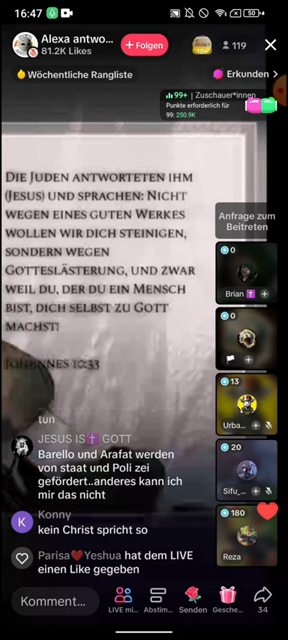 16:47
50
Alexa antwo...
81.2K Likes
+ Folgen
119
Wöchentliche Rangliste
Erkunden >
99+ | Zuschauer*innen
Punkte erforderlich für
99: 250.9K
DIE JUDEN ANTWORTETEN IHM
(JESUS) UND SPRACHEN: NICHT
WEGEN EINES GUTEN WERKES
WOLLEN WIR DICH STEINIGEN,
SONDERN WEGEN
GOTTESLÄSTERUNG, UND ZWAR
WEIL DU, DER DU EIN MENSCH
BIST, DICH SELBST ZU GOTT
MACHST!
JOHANNES 10:33
Anfrage zum
Beitreten
0
Brian ✝️ +
0
13
Urba... +
20
Sifu_... +
180
Reza
tun
JESUS IS ✝️ GOTT
Barello und Arafat werden
von staat und Poli zei
gefördert..anderes kann ich
mir das nicht
K
Konny
kein Christ spricht so
Parisa❤️Yeshua hat dem LIVE
einen Like gegeben
Komment...
LIVE mi...
Abstim...
Senden
Gesche...
34